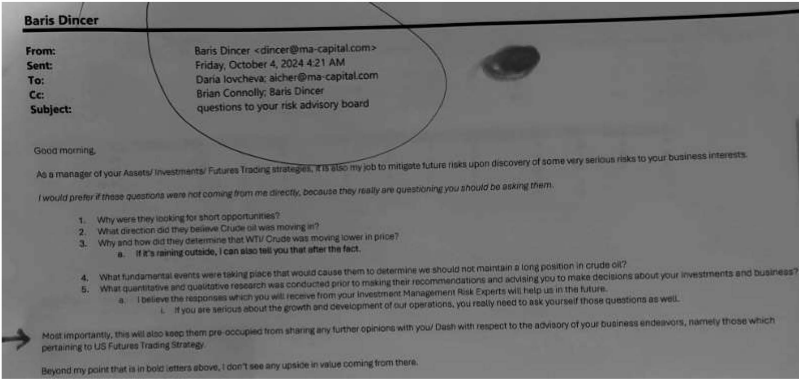 Baris Dincer
From: Baris Dincer <dincer@ma-capital.com>
Sent: Friday, October 4, 2024 4:21 AM
To: Daria Iovcheva; aicher@ma-capital.com
Cc: Brian Connolly; Baris Dincer
Subject: questions to your risk advisory board
Good morning,
As a manager of your Assets/ Investments/ Futures Trading strategies, it is also my job to mitigate future risks upon discovery of some very serious risks to your business interests.
I would prefer if these questions were not coming from me directly, because they really are questioning you should be asking them.
1. Why were they looking for short opportunities?
2. What direction did they believe Crude oil was moving in?
3. Why and how did they determine that WTI/ Crude was moving lower in price?
a. If it's raining outside, I can also tell you that after the fact.
4. What fundamental events were taking place that would cause them to determine we should not maintain a long position in crude oil?
5. What quantitative and qualitative research was conducted prior to making their recommendations and advising you to make decisions about your investments and business?
a. I believe the responses which you will receive from your Investment Management Risk Experts will help us in the future.
i. If you are serious about the growth and development of our operations, you really need to ask yourself those questions as well.
Most importantly, this will also keep them pre-occupied from sharing any further opinions with you/ Dash with respect to the advisory of your business endeavors, namely those which
pertaining to US Futures Trading Strategy.
Beyond my point that is in bold letters above, I don't see any upside in value coming from there.